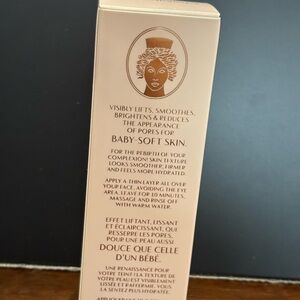 VISIBLY LIFTS, SMOOTHES,
BRIGHTENS & REDUCES
THE APPEARANCE
OF PORES FOR
BABY-SOFT SKIN.
FOR THE REBIRTH OF YOUR
COMPLEXION! SKIN TEXTURE
LOOKS SMOOTHER, FIRMER
AND FEELS MORE HYDRATED.
APPLY A THIN LAYER ALL OVER
YOUR FACE, AVOIDING THE EYE
AREA. LEAVE FOR 10 MINUTES,
MASSAGE AND RINSE OFF
WITH WARM WATER.
EFFET LIFTANT, LISSANT
ET ÉCLAIRCISSANT, QUI
RESSERRE LES PORES,
POUR UNE PEAU AUSSI
DOUCE QUE CELLE
D'UN BÉBÉ.
UNE RENAISSANCE POUR
VOTRE TEINT ! LA TEXTURE DE
VOTRE PEAU EST VISIBLEMENT
LISSÉE ET RAFFERMIE. VOUS
LA SENTEZ PLUS HYDRATÉE.